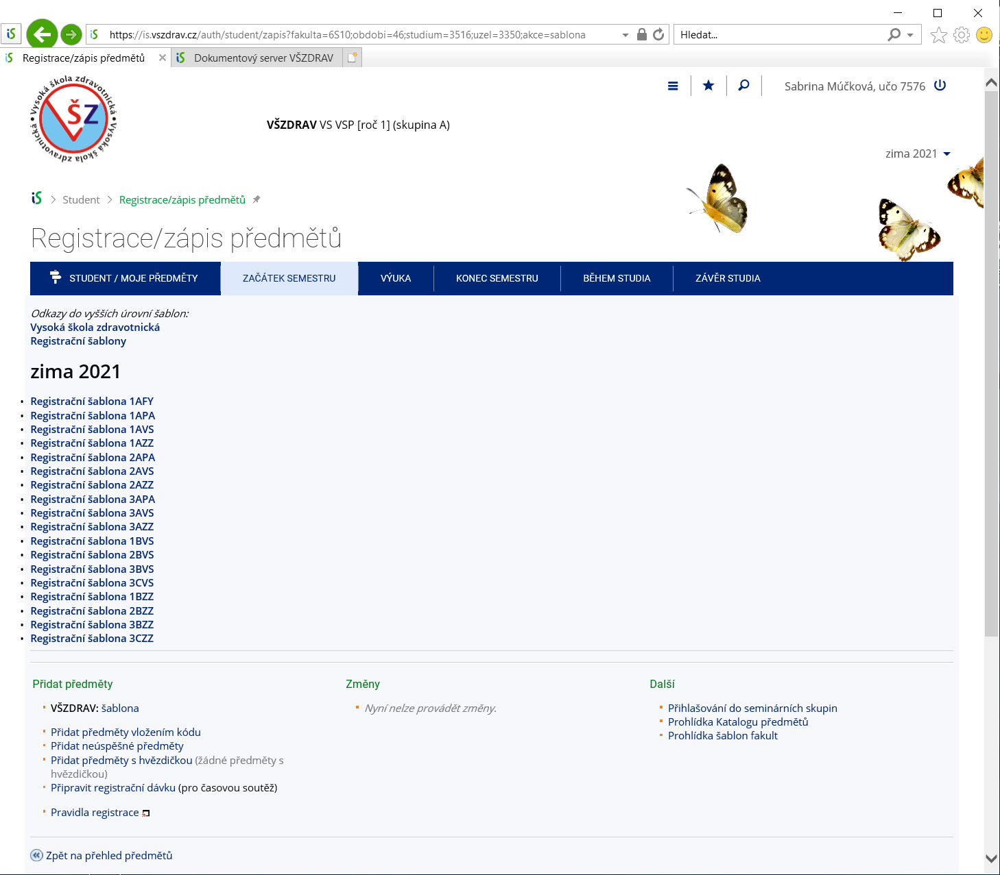 https://is.vszdrav.cz/auth/student/zapis?fakulta=6S10;obdobi=46;studium=3516;uzel=3350;akce=sablona
Hledat...
Registrace/zápis předmětů
Dokumentový server VŠZDRAV
Vysoká škola zdravotnická • Vysoká škola zdravotnická •
VŠZ
Sabrina Múčková, učo 7576
VŠZDRAV VS VSP [roč 1] (skupina A)
zima 2021
Student
Registrace/zápis předmětů
Registrace/zápis předmětů
STUDENT / MOJE PŘEDMĚTY
ZAČÁTEK SEMESTRU
VÝUKA
KONEC SEMESTRU
BĚHEM STUDIA
ZÁVĚR STUDIA
Odkazy do vyšších úrovní šablon:
Vysoká škola zdravotnická
Registrační šablony
zima 2021
• Registrační šablona 1AFY
• Registrační šablona 1APA
• Registrační šablona 1AVS
• Registrační šablona 1AZZ
• Registrační šablona 2APA
• Registrační šablona 2AVS
• Registrační šablona 2AZZ
• Registrační šablona 3APA
• Registrační šablona 3AVS
• Registrační šablona 3AZZ
• Registrační šablona 1BVS
• Registrační šablona 2BVS
• Registrační šablona 3BVS
• Registrační šablona 3CVS
• Registrační šablona 1BZZ
• Registrační šablona 2BZZ
• Registrační šablona 3BZZ
• Registrační šablona 3CZZ
Přidat předměty
VŠZDRAV: šablona
Přidat předměty vložením kódu
Přidat neúspěšné předměty
Přidat předměty s hvězdičkou (žádné předměty s
hvězdičkou)
Připravit registrační dávku (pro časovou soutěž)
Pravidla registrace
Změny
Nyní nelze provádět změny.
Další
Přihlašování do seminárních skupin
Prohlídka Katalogu předmětů
Prohlídka šablon fakult
Zpět na přehled předmětů